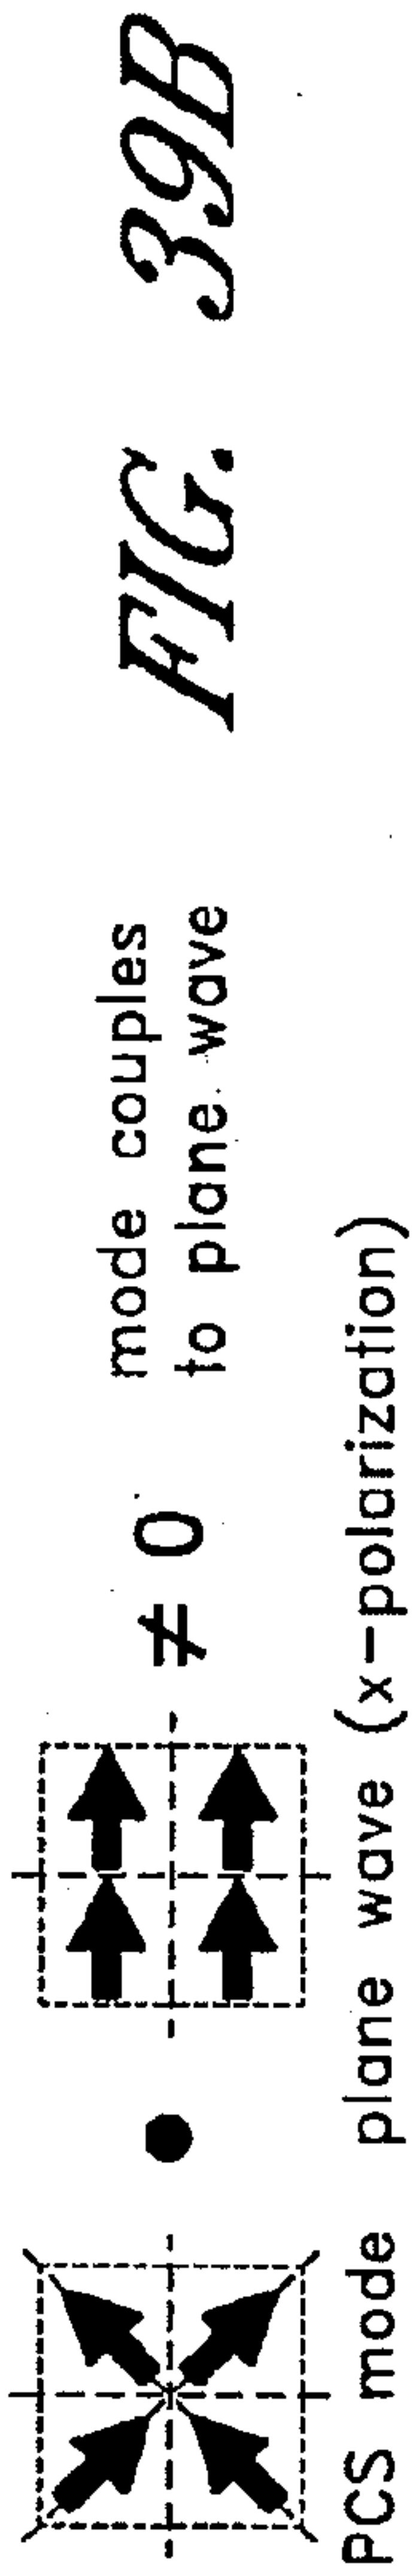 ≠ 0
mode couples
to plane wave
PCS mode plane wave (x-polarization)
FIG. 39B